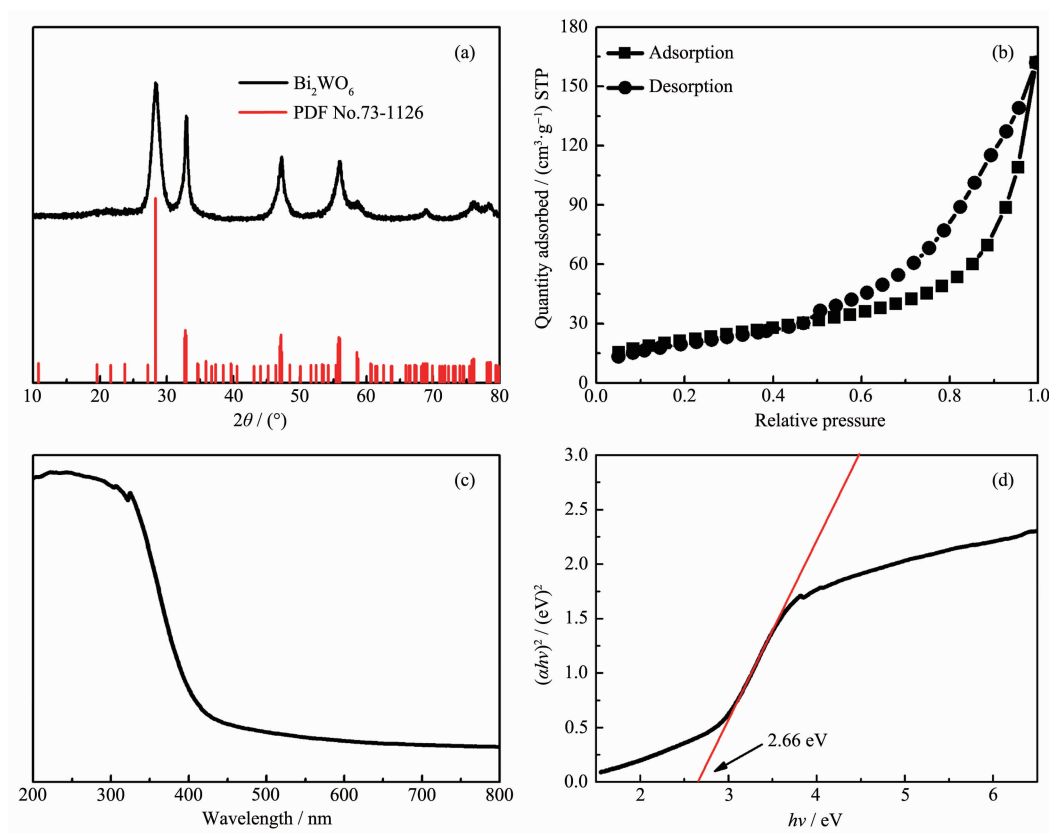 (a)
Bi₂WO₆
PDF No.73-1126
10 20 30 40 50 60 70 80
2θ / (°)
(b)
Adsorption
Desorption
180
150
120
90
60
30
0
Quantity adsorbed / (cm³·g⁻¹) STP
0.0 0.2 0.4 0.6 0.8 1.0
Relative pressure
(c)
200 300 400 500 600 700 800
Wavelength / nm
(d)
3.0
2.5
2.0
1.5
1.0
0.5
0.0
(αhν)² / (eV)²
2.66 eV
2 3 4 5 6
hν / eV